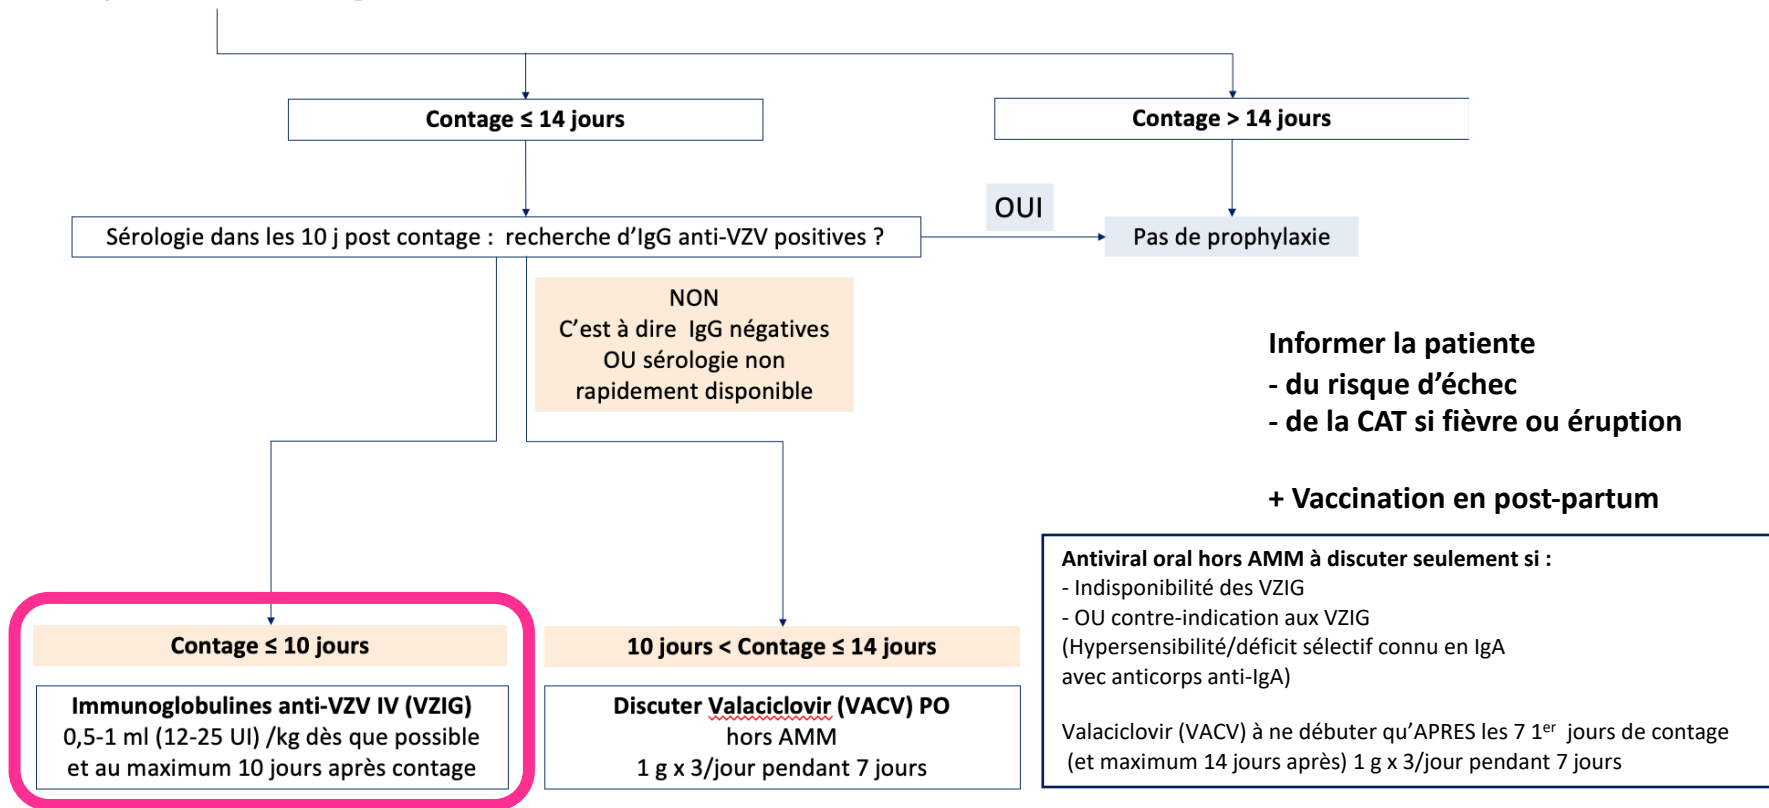 Contage ≤ 14 jours
Contage > 14 jours
Sérologie dans les 10 j post contage : recherche d'IgG anti-VZV positives ?
OUI
Pas de prophylaxie
NON
C'est à dire IgG négatives
OU sérologie non
rapidement disponible
Informer la patiente
- du risque d'échec
- de la CAT si fièvre ou éruption
+ Vaccination en post-partum
Contage ≤ 10 jours
Immunoglobulines anti-VZV IV (VZIG)
0,5-1 ml (12-25 UI) /kg dès que possible
et au maximum 10 jours après contage
10 jours < Contage ≤ 14 jours
Discuter Valaciclovir (VACV) PO
hors AMM
1 g x 3/jour pendant 7 jours
Antiviral oral hors AMM à discuter seulement si :
- Indisponibilité des VZIG
- OU contre-indication aux VZIG
(Hypersensibilité/déficit sélectif connu en IgA
avec anticorps anti-IgA)
Valaciclovir (VACV) à ne débuter qu'APRES les 7 1er jours de contage
(et maximum 14 jours après) 1 g x 3/jour pendant 7 jours